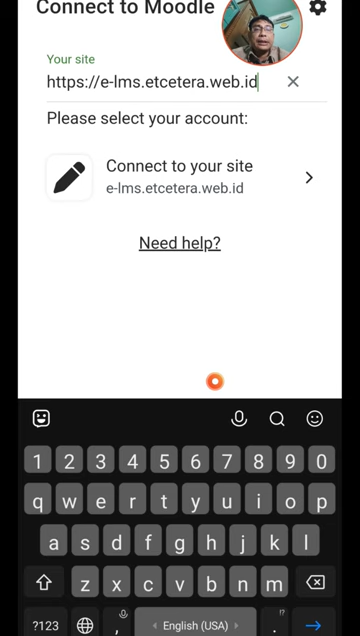 Connect to Moodle
Your site
https://e-lms.etcetera.web.id
Please select your account:
Connect to your site
e-lms.etcetera.web.id
Need help?
1 2 3 4 5 6 7 8 9 0
q w e r t y u i o p
a s d f g h j k l
z x c v b n m
?123 , English (USA) . !?